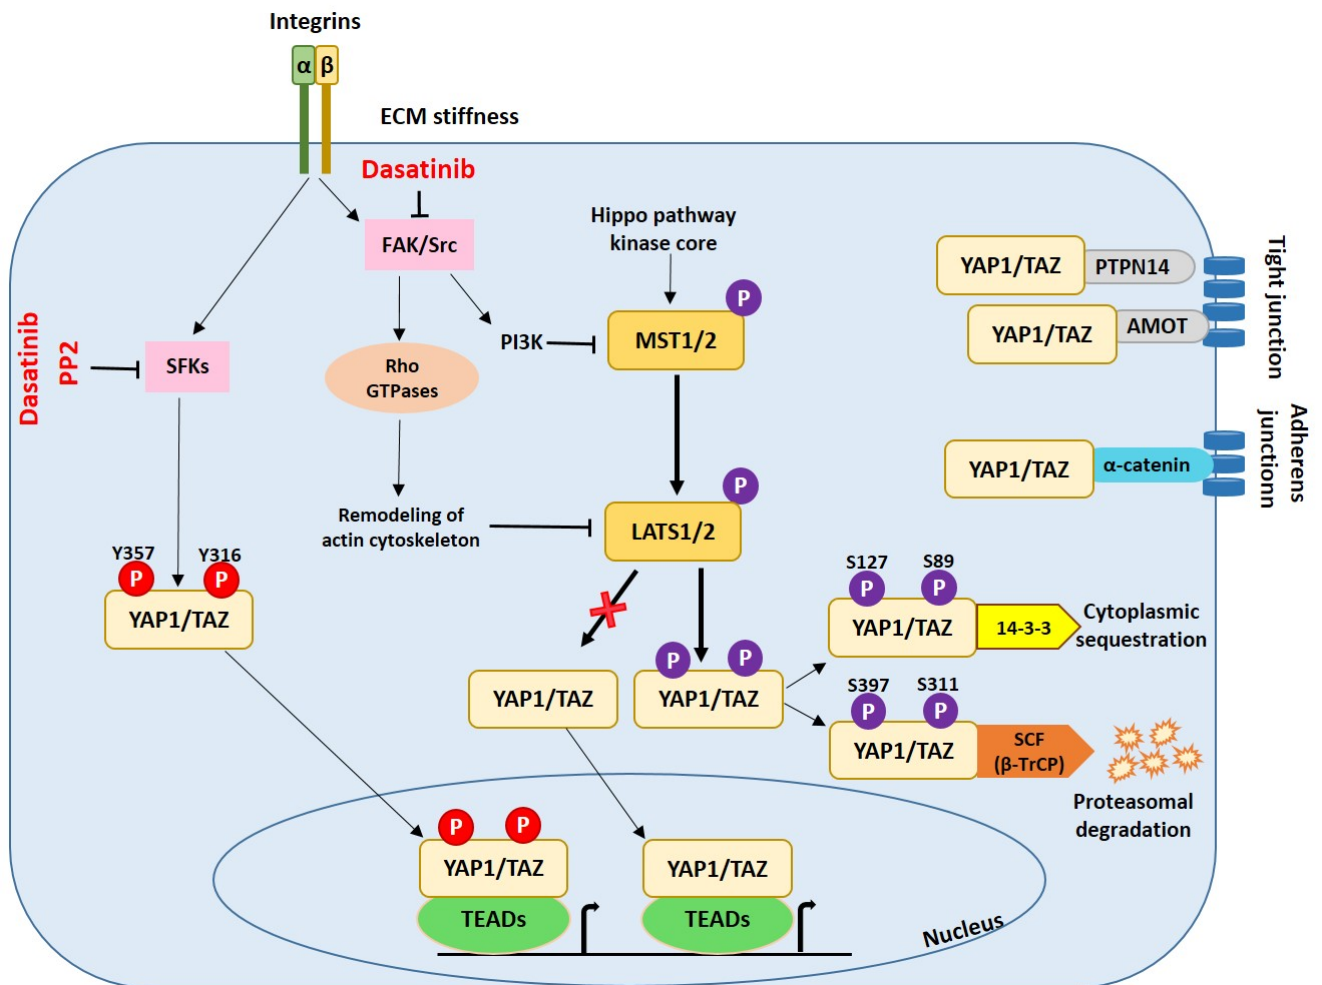 Integrins
α β
ECM stiffness
Dasatinib
FAK/Src
Hippo pathway
kinase core
P
MST1/2
PI3K
Rho
GTPases
Dasatinib
PP2
SFKs
YAP1/TAZ PTPN14
YAP1/TAZ AMOT
Tight junction
YAP1/TAZ α-catenin
Adherens
junctionn
P
LATS1/2
Remodeling of
actin cytoskeleton
Y357 Y316
P P
YAP1/TAZ
S127 S89
P P
YAP1/TAZ 14-3-3
Cytoplasmic
sequestration
P P
YAP1/TAZ YAP1/TAZ
S397 S311
P P
YAP1/TAZ
SCF
(β-TrCP)
Proteasomal
degradation
P P
YAP1/TAZ YAP1/TAZ
TEADs TEADs
Nucleus